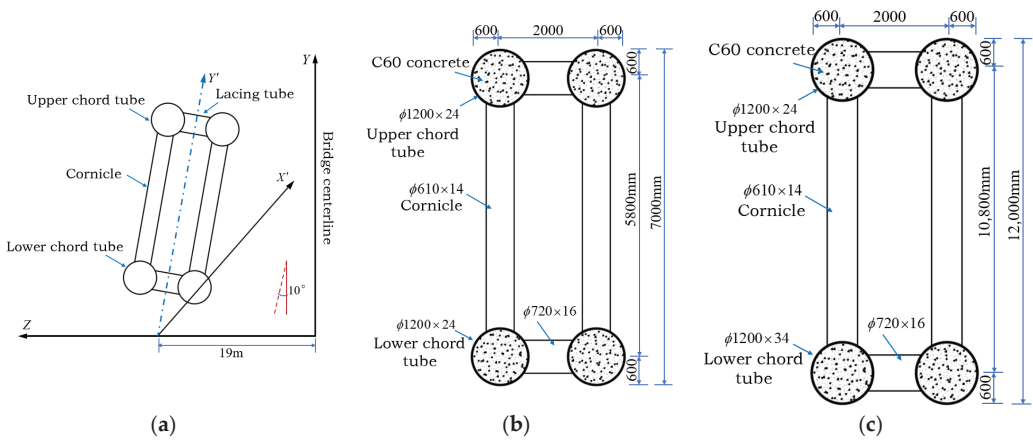 (a)
Upper chord tube
Y′
Lacing tube
Y
Cornicle
X′
Bridge centerline
Lower chord tube
10°
Z
19m
(b)
600
2000
600
C60 concrete
600
ϕ1200×24
Upper chord
tube
ϕ610×14
Cornicle
5800mm
7000mm
ϕ1200×24
Lower chord
tube
ϕ720×16
600
(c)
600
2000
600
C60 concrete
600
ϕ1200×24
Upper chord
tube
ϕ610×14
Cornicle
10,800mm
12,000mm
ϕ1200×34
Lower chord
tube
ϕ720×16
600
(a)
(b)
(c)